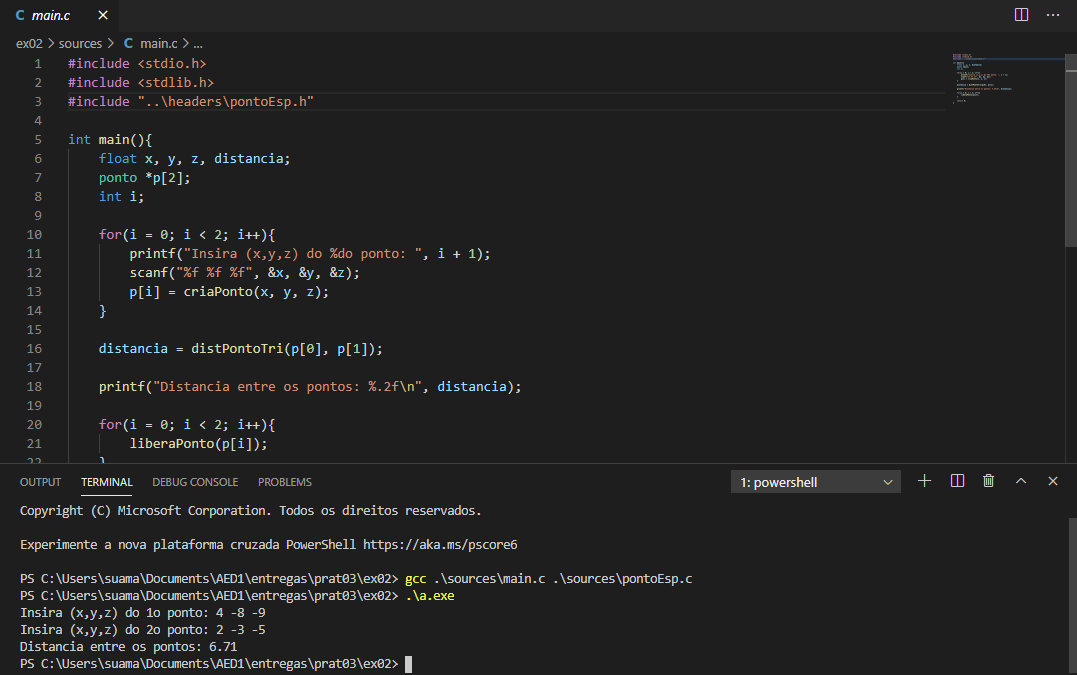 main.c
ex02 > sources > C main.c > ...
1 #include <stdio.h>
2 #include <stdlib.h>
3 #include "..\headers\pontoEsp.h"
4
5 int main(){
6 float x, y, z, distancia;
7 ponto *p[2];
8 int i;
9
10 for(i = 0; i < 2; i++){
11 printf("Insira (x,y,z) do %do ponto: ", i + 1);
12 scanf("%f %f %f", &x, &y, &z);
13 p[i] = criaPonto(x, y, z);
14 }
15
16 distancia = distPontoTri(p[0], p[1]);
17
18 printf("Distancia entre os pontos: %.2f\n", distancia);
19
20 for(i = 0; i < 2; i++){
21 liberaPonto(p[i]);
22 }
OUTPUT TERMINAL DEBUG CONSOLE PROBLEMS 1: powershell
Copyright (C) Microsoft Corporation. Todos os direitos reservados.
Experimente a nova plataforma cruzada PowerShell https://aka.ms/pscore6
PS C:\Users\suama\Documents\AED1\entregas\prat03\ex02> gcc .\sources\main.c .\sources\pontoEsp.c
PS C:\Users\suama\Documents\AED1\entregas\prat03\ex02> .\a.exe
Insira (x,y,z) do 1o ponto: 4 -8 -9
Insira (x,y,z) do 2o ponto: 2 -3 -5
Distancia entre os pontos: 6.71
PS C:\Users\suama\Documents\AED1\entregas\prat03\ex02>